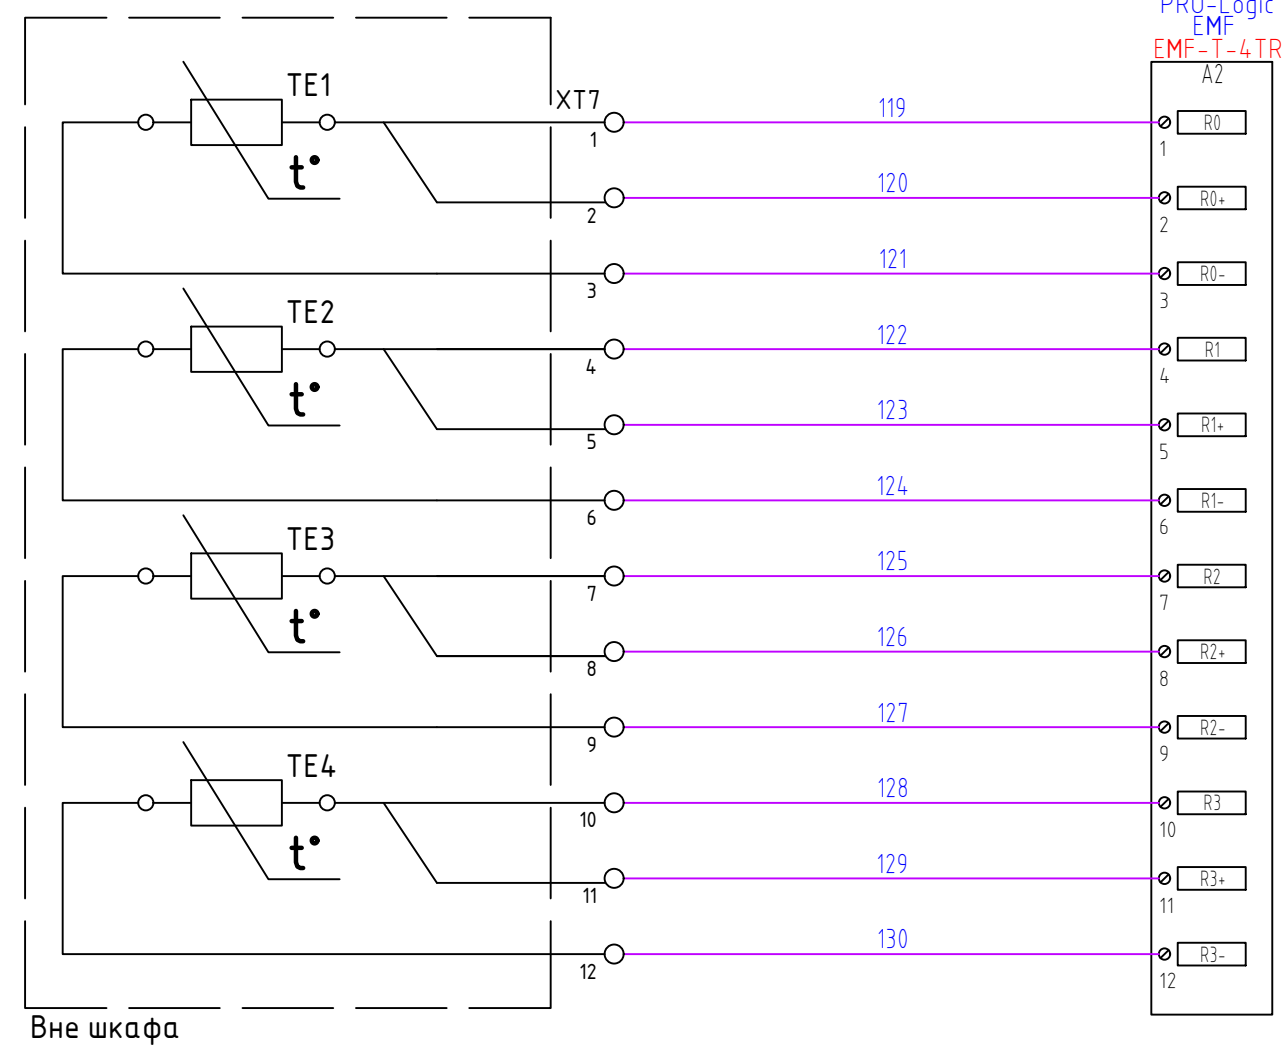 PRO-Logic
EMF
EMF-T-4TR
A2
TE1
XT7
1
119
1
R0
t°
2
120
2
R0+
3
121
3
R0-
TE2
4
122
4
R1
t°
5
123
5
R1+
6
124
6
R1-
TE3
7
125
7
R2
t°
8
126
8
R2+
9
127
9
R2-
TE4
10
128
10
R3
t°
11
129
11
R3+
12
130
12
R3-
Вне шкафа